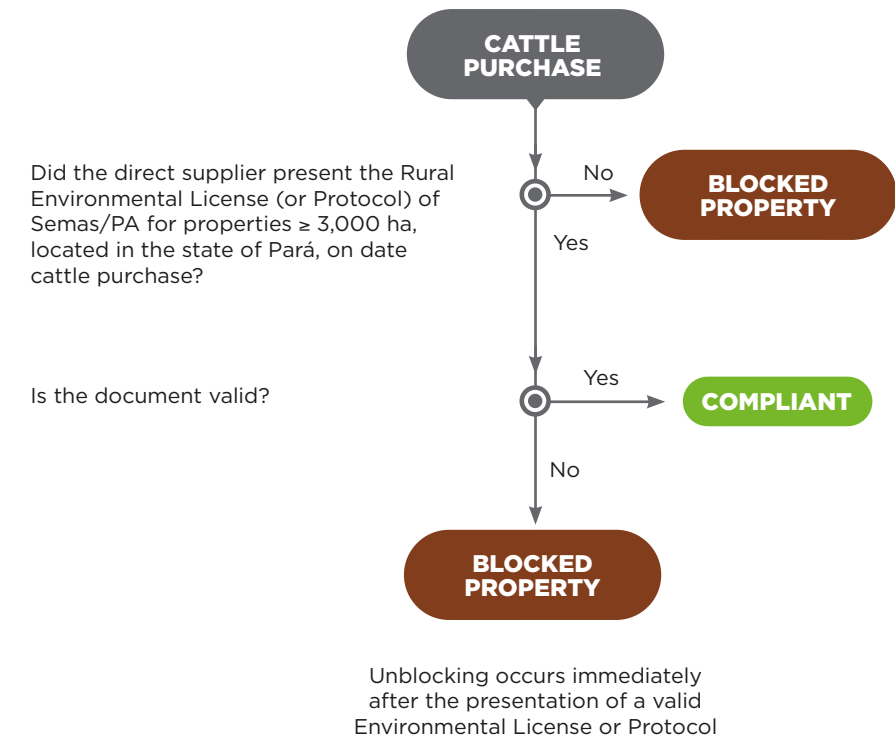 CATTLE
PURCHASE
Did the direct supplier present the Rural
Environmental License (or Protocol) of
Semas/PA for properties ≥ 3,000 ha,
located in the state of Pará, on date
cattle purchase?
No
BLOCKED
PROPERTY
Yes
Is the document valid?
Yes
COMPLIANT
No
BLOCKED
PROPERTY
Unblocking occurs immediately
after the presentation of a valid
Environmental License or Protocol